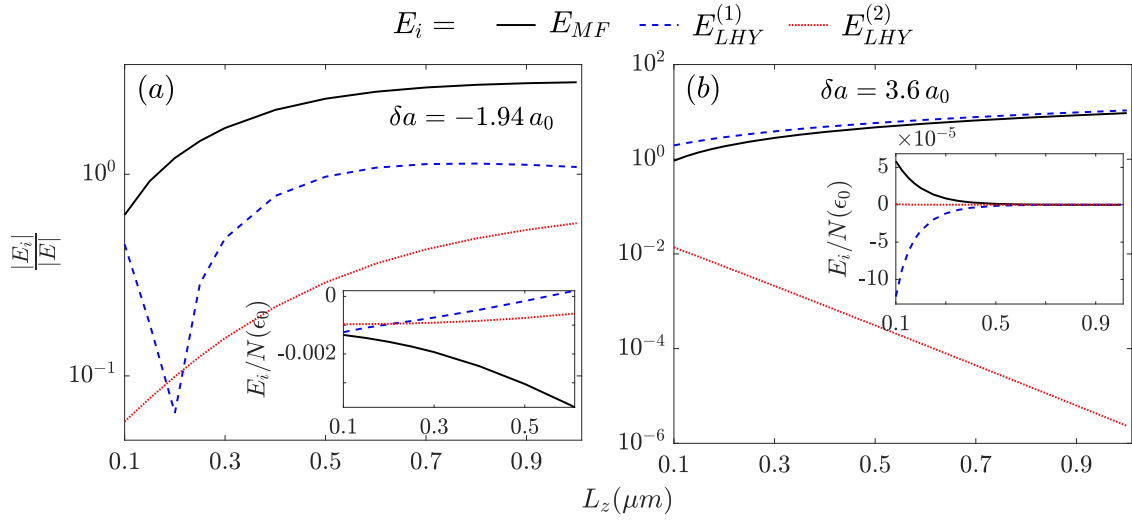 E_i = E_MF E_LHY^(1) E_LHY^(2)
(a)
δa = −1.94 a_0
10^0
10^-1
|E_i| / |E|
0.1 0.3 0.5 0.7 0.9
E_i/N(ϵ_0)
0
-0.002
0.1 0.3 0.5
(b)
δa = 3.6 a_0
10^2
10^0
10^-2
10^-4
10^-6
0.1 0.3 0.5 0.7 0.9
×10^-5
E_i/N(ϵ_0)
5
0
-5
-10
0.1 0.5 0.9
L_z(μm)